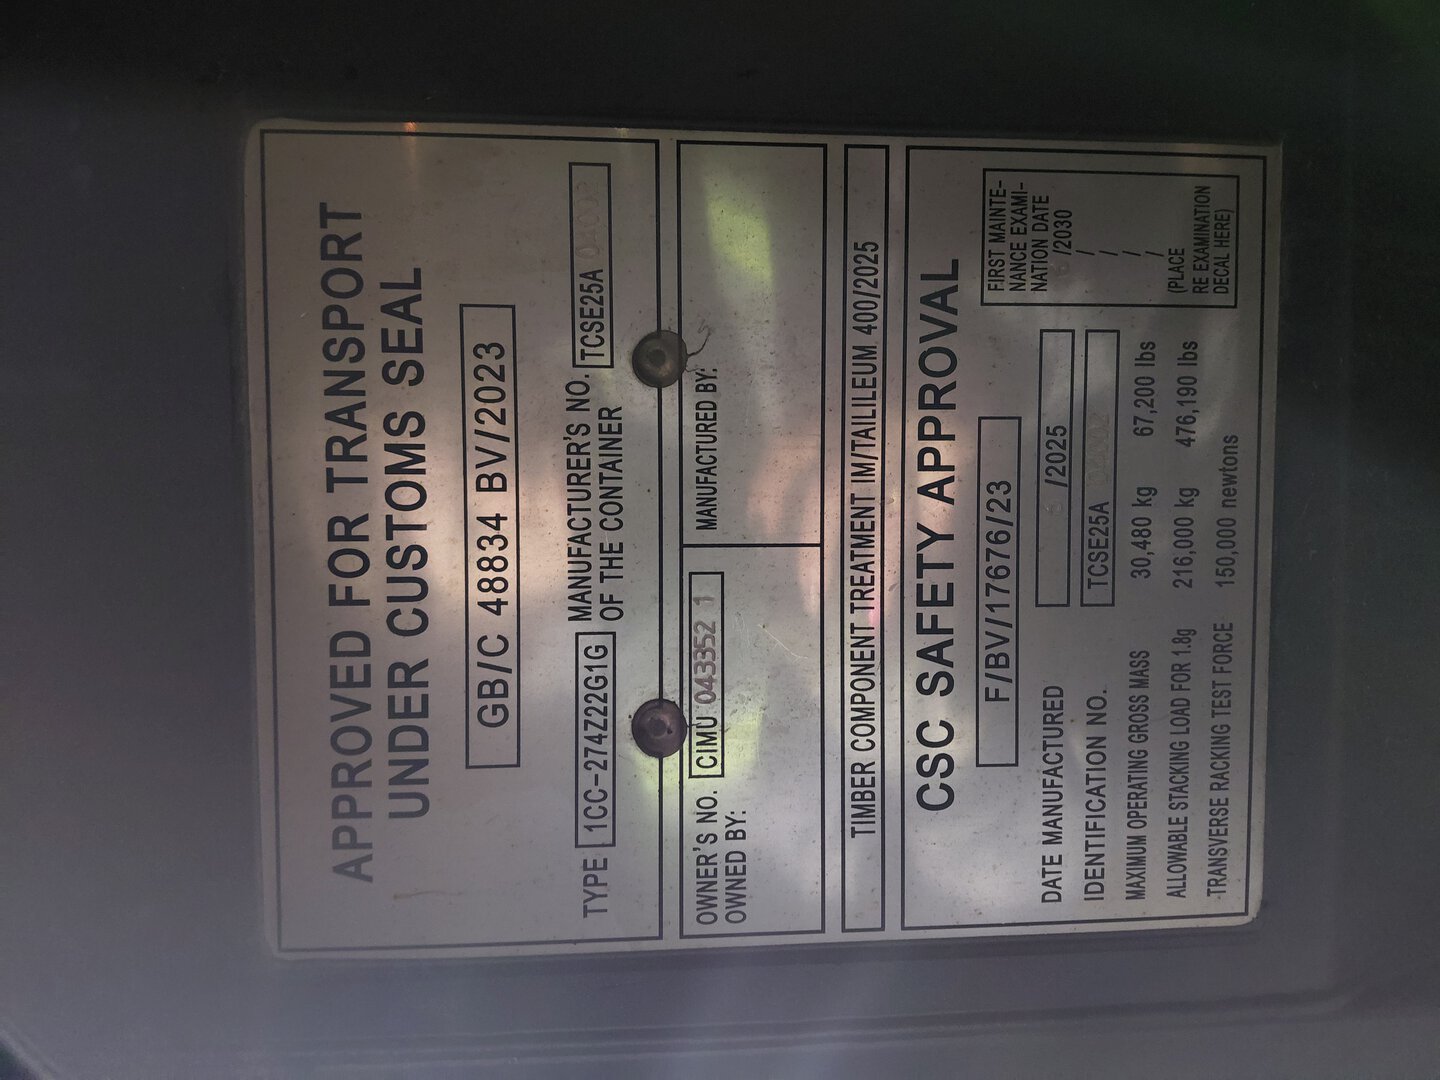 APPROVED FOR TRANSPORT
UNDER CUSTOMS SEAL
GB/C 48834 BV/2023
TYPE 1CC-274Z22G1G MANUFACTURER'S NO. TCSE25A
OF THE CONTAINER
OWNER'S NO. CIMU 043352 1
OWNED BY:
MANUFACTURED BY:
TIMBER COMPONENT TREATMENT IM/TAILILEUM 400/2025
CSC SAFETY APPROVAL
F/BV/17676/23
DATE MANUFACTURED /2025
IDENTIFICATION NO. TCSE25A
MAXIMUM OPERATING GROSS MASS 30,480 kg 67,200 lbs
ALLOWABLE STACKING LOAD FOR 1.8g 216,000 kg 476,190 lbs
TRANSVERSE RACKING TEST FORCE 150,000 newtons
FIRST MAINTE-
NANCE EXAMI-
NATION DATE
/2030
/
/
/
(PLACE
RE EXAMINATION
DECAL HERE)